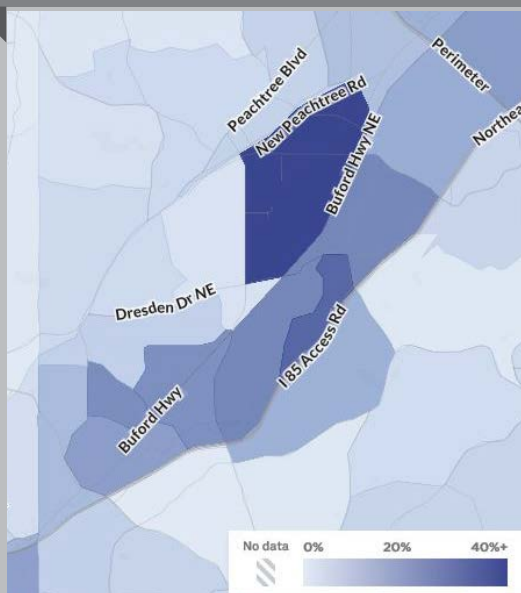 Peachtree Blvd
Perimeter
New Peachtree Rd
Northea
Buford Hwy NE
Dresden Dr NE
I 85 Access Rd
Buford Hwy
No data 0% 20% 40%+